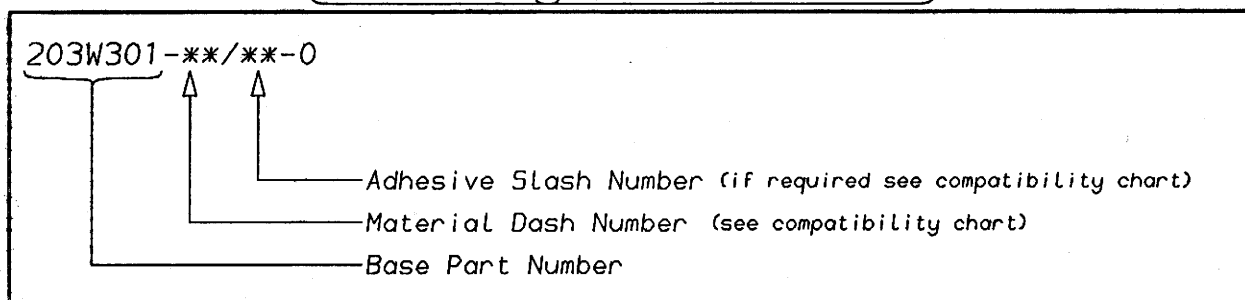 203W301-**/**-0
Adhesive Slash Number (if required see compatibility chart)
Material Dash Number (see compatibility chart)
Base Part Number